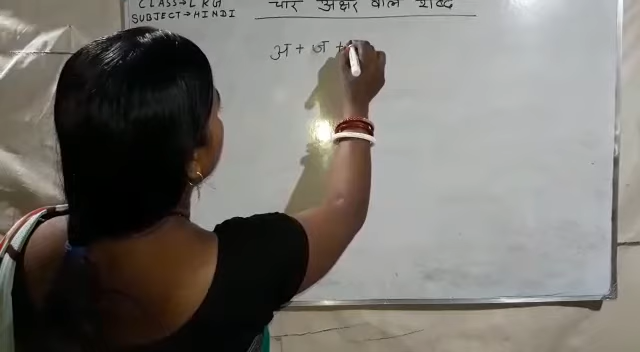 CLASS→LKG चार अक्षर वाले शब्द
SUBJECT→HINDI
अ + ज +